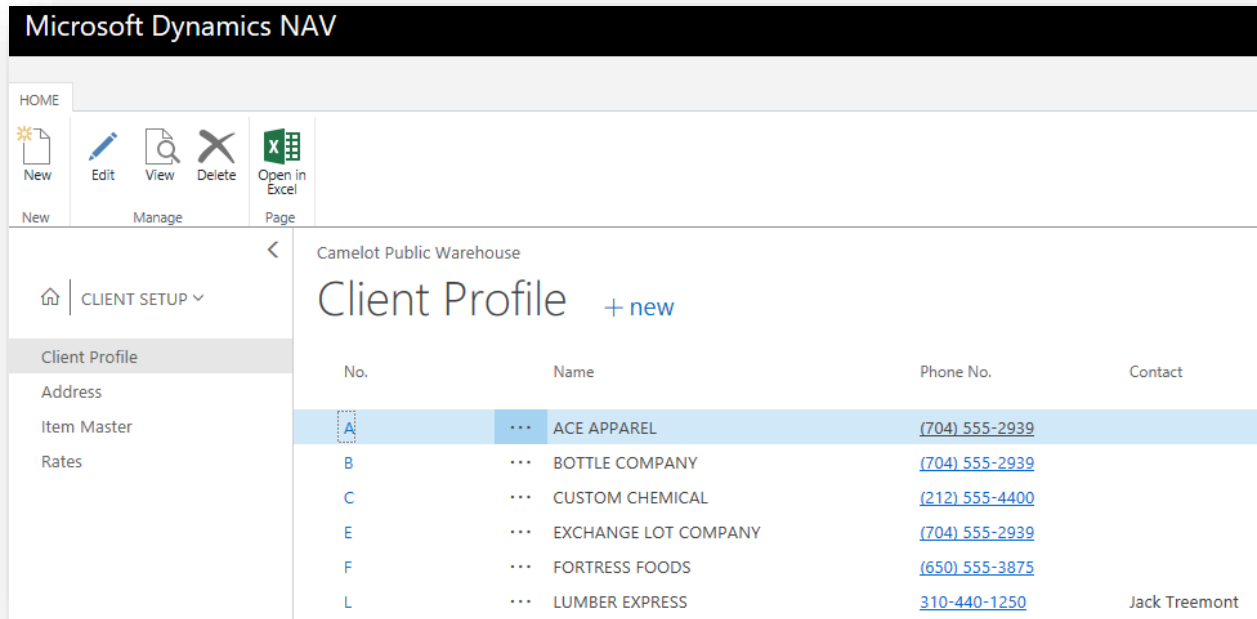 Microsoft Dynamics NAV
HOME
New Edit View Delete Open in
Excel
New Manage Page
Camelot Public Warehouse
CLIENT SETUP
Client Profile + new
Client Profile
Address
Item Master
Rates
No. Name Phone No. Contact
A ... ACE APPAREL (704) 555-2939
B ... BOTTLE COMPANY (704) 555-2939
C ... CUSTOM CHEMICAL (212) 555-4400
E ... EXCHANGE LOT COMPANY (704) 555-2939
F ... FORTRESS FOODS (650) 555-3875
L ... LUMBER EXPRESS 310-440-1250 Jack Treemont